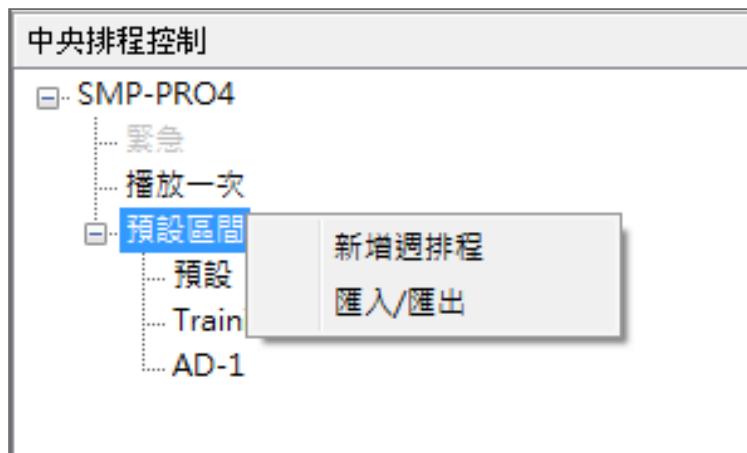 中央排程控制
SMP-PRO4
緊急
播放一次
預設區間
新增週排程
匯入/匯出
預設
Train
AD-1